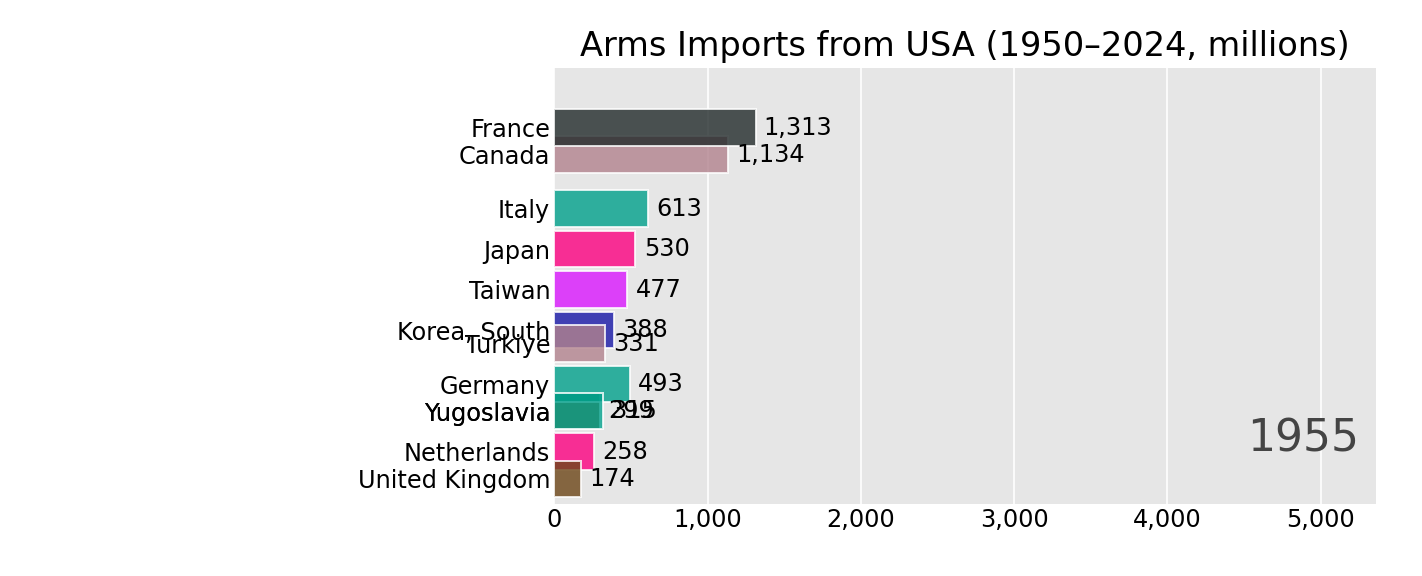 Arms Imports from USA (1950–2024, millions)
France 1,313
Canada 1,134
Italy 613
Japan 530
Taiwan 477
Korea, South 388
Türkiye 331
Germany 493
Yugoslavia 315
Netherlands 258
United Kingdom 174
1955
0 1,000 2,000 3,000 4,000 5,000